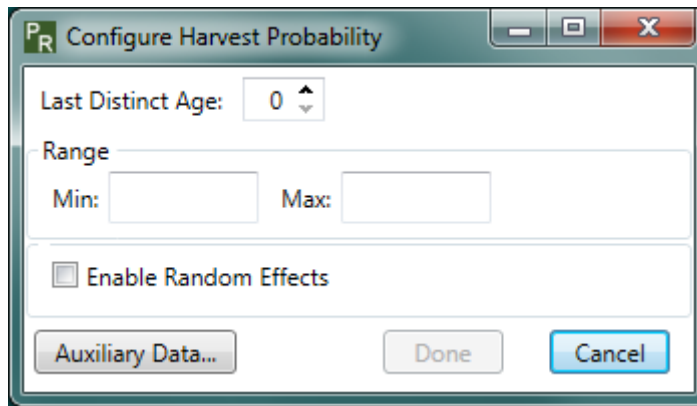 PR Configure Harvest Probability
Last Distinct Age: 0
Range
Min: Max:
Enable Random Effects
Auxiliary Data... Done Cancel